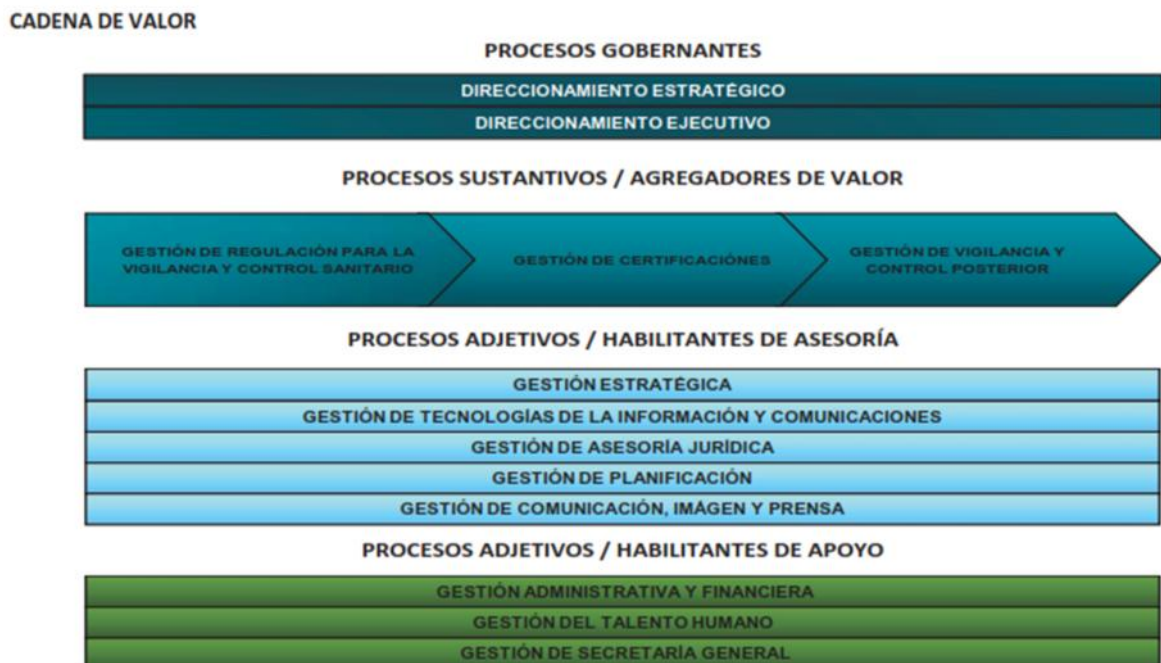 CADENA DE VALOR
PROCESOS GOBERNANTES
DIRECCIONAMIENTO ESTRATÉGICO
DIRECCIONAMIENTO EJECUTIVO
PROCESOS SUSTANTIVOS / AGREGADORES DE VALOR
GESTIÓN DE REGULACIÓN PARA LA
VIGILANCIA Y CONTROL SANITARIO
GESTIÓN DE CERTIFICACIÓNES
GESTIÓN DE VIGILANCIA Y
CONTROL POSTERIOR
PROCESOS ADJETIVOS / HABILITANTES DE ASESORÍA
GESTIÓN ESTRATÉGICA
GESTIÓN DE TECNOLOGÍAS DE LA INFORMACIÓN Y COMUNICACIONES
GESTIÓN DE ASESORÍA JURÍDICA
GESTIÓN DE PLANIFICACIÓN
GESTIÓN DE COMUNICACIÓN, IMÁGEN Y PRENSA
PROCESOS ADJETIVOS / HABILITANTES DE APOYO
GESTIÓN ADMINISTRATIVA Y FINANCIERA
GESTIÓN DEL TALENTO HUMANO
GESTIÓN DE SECRETARÍA GENERAL